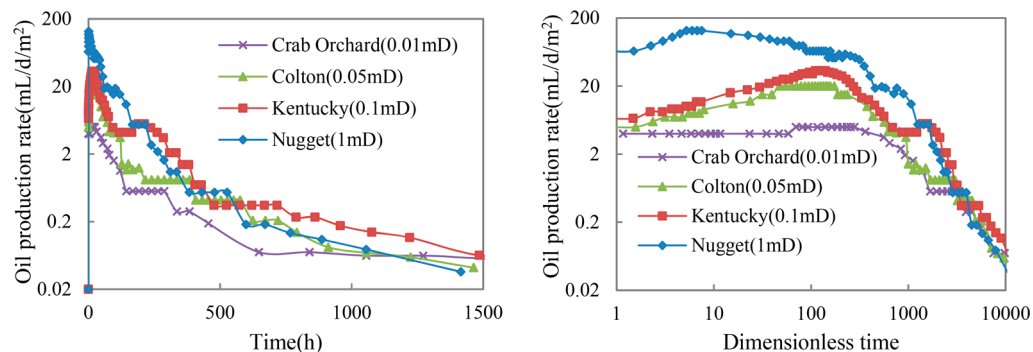 Oil production rate(mL/d/m²)
200
20
2
0.2
0.02
Crab Orchard(0.01mD)
Colton(0.05mD)
Kentucky(0.1mD)
Nugget(1mD)
0
500
1000
1500
Time(h)
Oil production rate(mL/d/m²)
200
20
2
0.2
0.02
Crab Orchard(0.01mD)
Colton(0.05mD)
Kentucky(0.1mD)
Nugget(1mD)
1
10
100
1000
10000
Dimensionless time